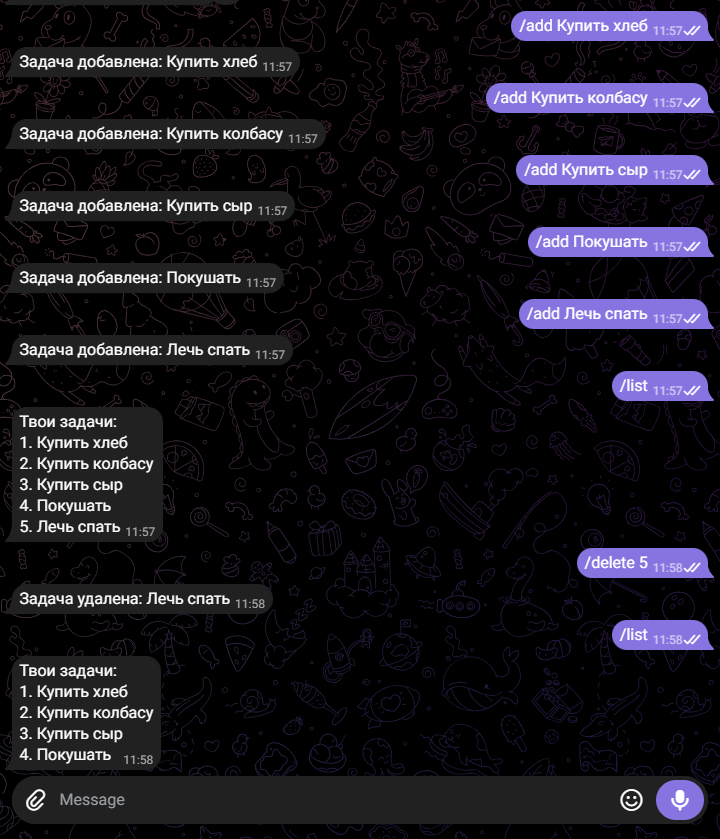 /add Купить хлеб 11:57
Задача добавлена: Купить хлеб 11:57
/add Купить колбасу 11:57
Задача добавлена: Купить колбасу 11:57
/add Купить сыр 11:57
Задача добавлена: Купить сыр 11:57
/add Покушать 11:57
Задача добавлена: Покушать 11:57
/add Лечь спать 11:57
Задача добавлена: Лечь спать 11:57
/list 11:57
Твои задачи:
1. Купить хлеб
2. Купить колбасу
3. Купить сыр
4. Покушать
5. Лечь спать 11:57
/delete 5 11:58
Задача удалена: Лечь спать 11:58
/list 11:58
Твои задачи:
1. Купить хлеб
2. Купить колбасу
3. Купить сыр
4. Покушать 11:58
Message